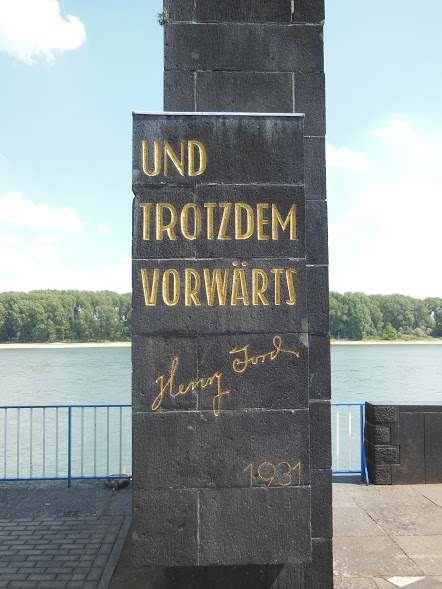 UND
TROTZDEM
VORWÄRTS
Henry Ford
1931